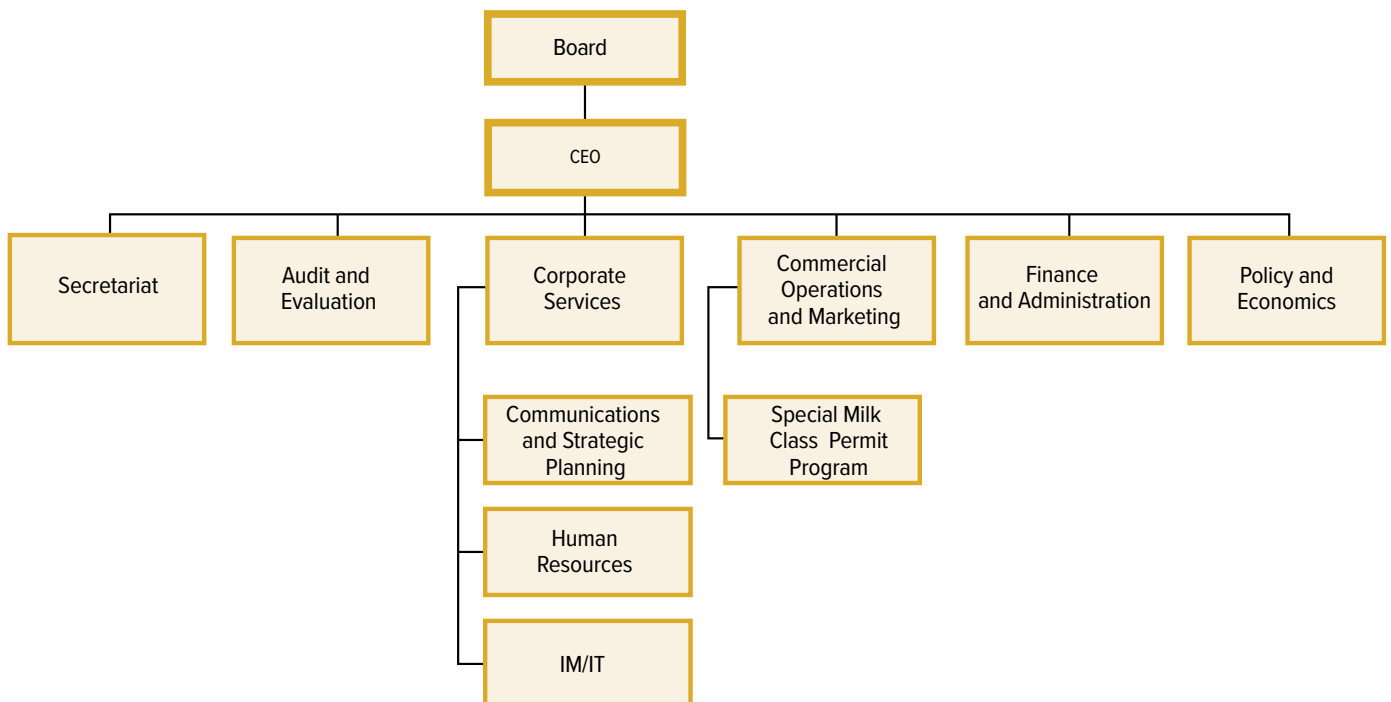 Board
CEO
Secretariat
Audit and
Evaluation
Corporate
Services
Commercial
Operations
and Marketing
Finance
and Administration
Policy and
Economics
Communications
and Strategic
Planning
Special Milk
Class Permit
Program
Human
Resources
IM/IT